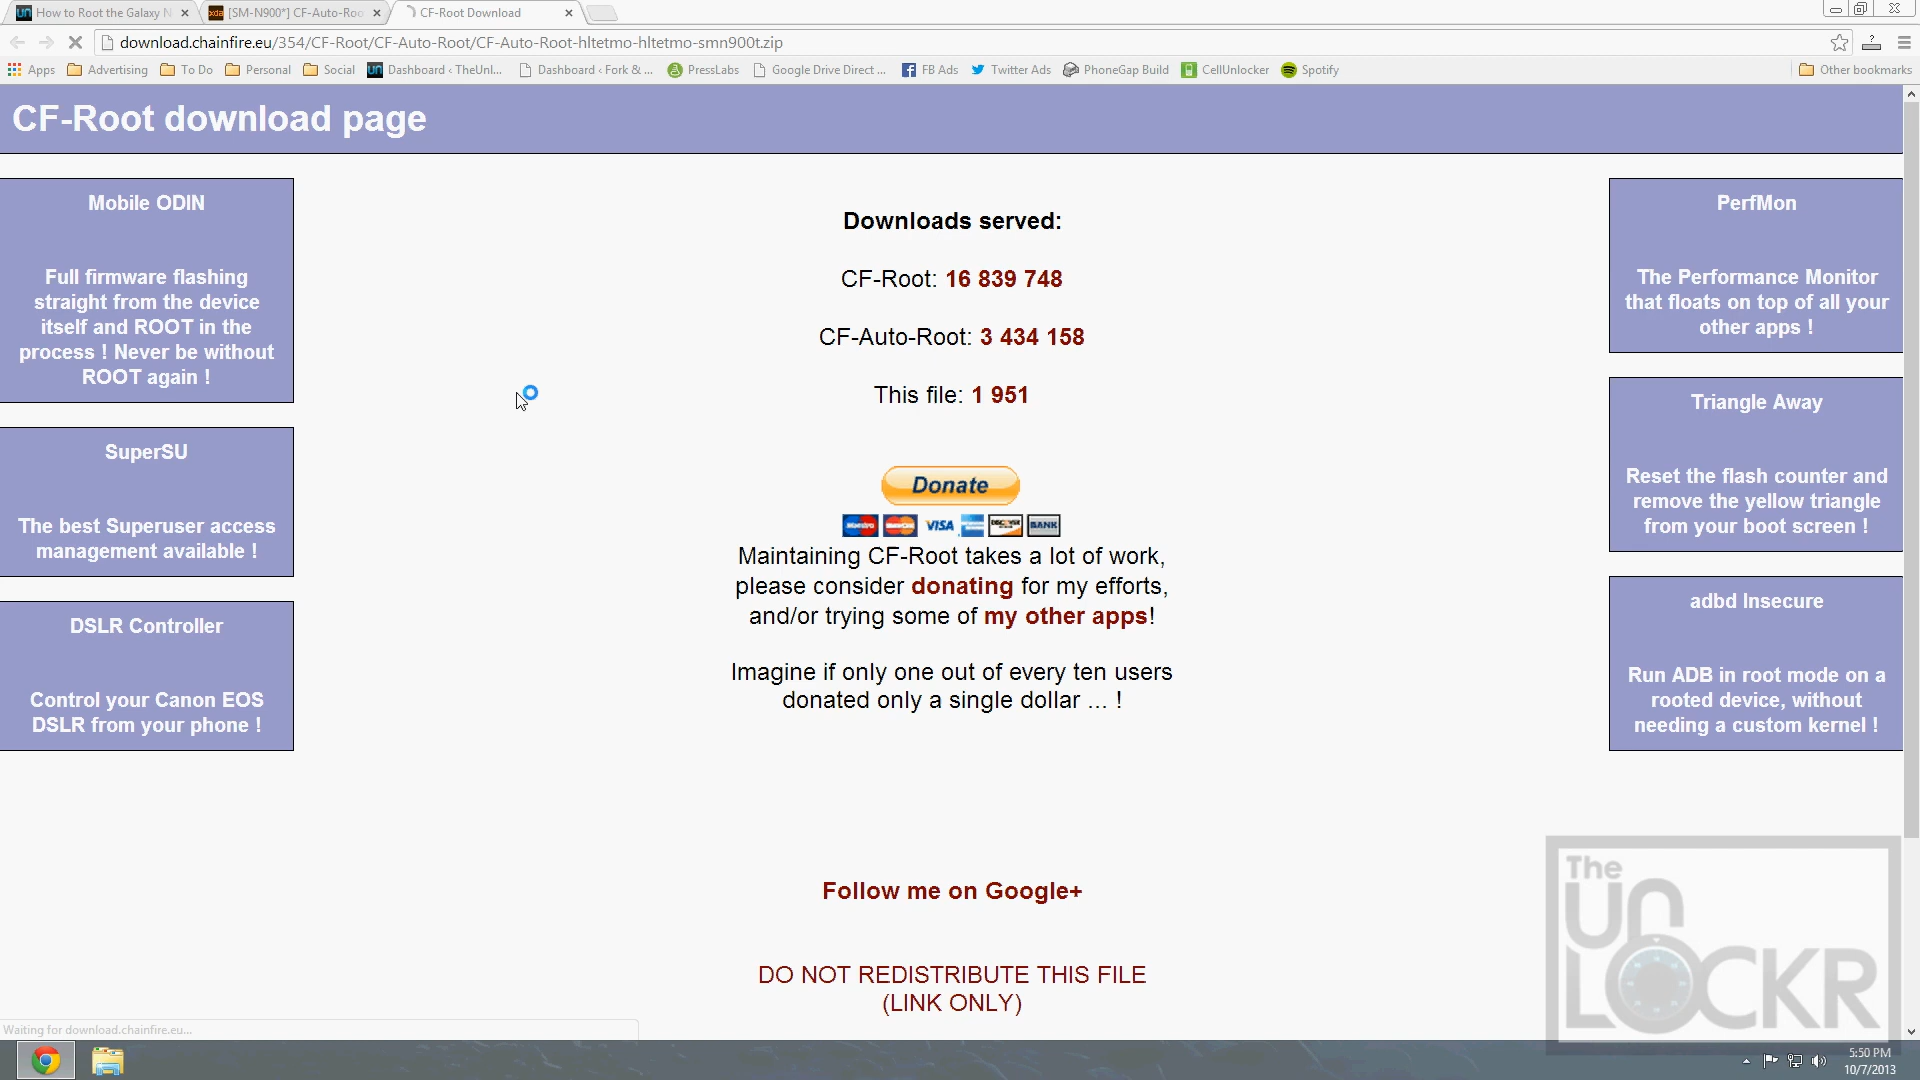 How to Root the Galaxy N
[SM-N900*] CF-Auto-Roo
CF-Root Download
download.chainfire.eu/354/CF-Root/CF-Auto-Root/CF-Auto-Root-hltetmo-hltetmo-smn900t.zip
Apps
Advertising
To Do
Personal
Social
Dashboard ‹ TheUnl...
Dashboard ‹ Fork & ...
PressLabs
Google Drive Direct ...
FB Ads
Twitter Ads
PhoneGap Build
CellUnlocker
Spotify
Other bookmarks
CF-Root download page
Mobile ODIN
Full firmware flashing
straight from the device
itself and ROOT in the
process ! Never be without
ROOT again !
SuperSU
The best Superuser access
management available !
DSLR Controller
Control your Canon EOS
DSLR from your phone !
Downloads served:
CF-Root: 16 839 748
CF-Auto-Root: 3 434 158
This file: 1 951
Donate
Maestro VISA DISCOVER BANK
Maintaining CF-Root takes a lot of work,
please consider donating for my efforts,
and/or trying some of my other apps!
Imagine if only one out of every ten users
donated only a single dollar ... !
Follow me on Google+
DO NOT REDISTRIBUTE THIS FILE
(LINK ONLY)
PerfMon
The Performance Monitor
that floats on top of all your
other apps !
Triangle Away
Reset the flash counter and
remove the yellow triangle
from your boot screen !
adbd Insecure
Run ADB in root mode on a
rooted device, without
needing a custom kernel !
The
UN
LOCKR
Waiting for download.chainfire.eu...
5:50 PM
10/7/2013